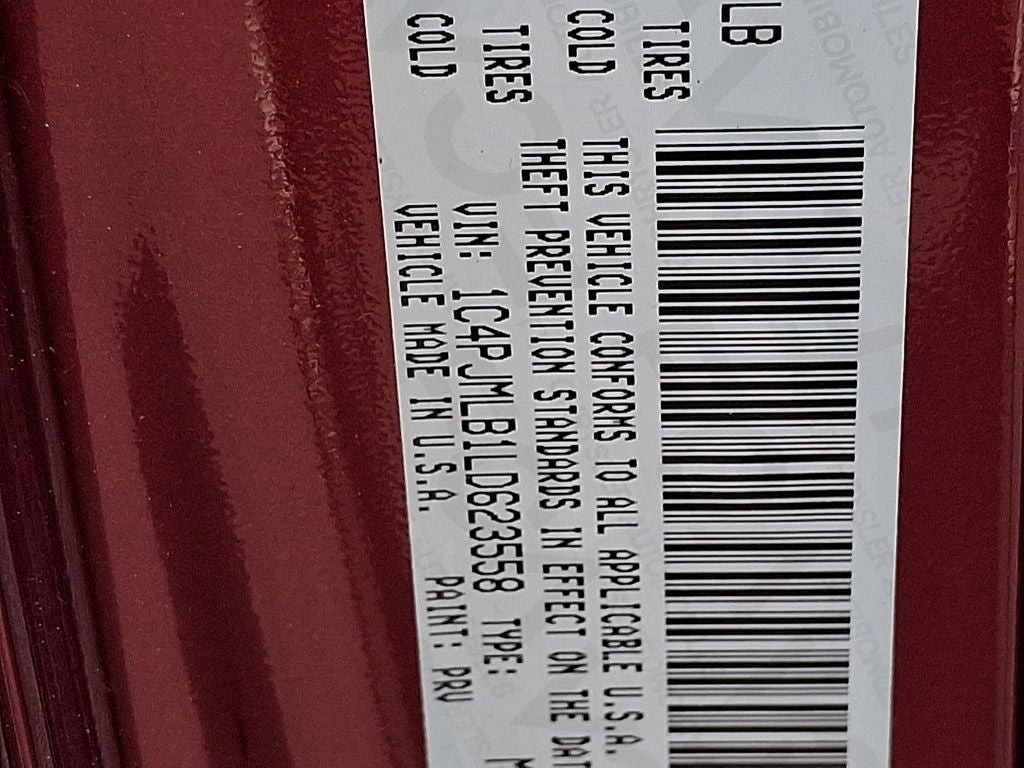 LB
TIRES
COLD
TIRES
COLD
THIS VEHICLE CONFORMS TO ALL APPLICABLE U.S.A.
THEFT PREVENTION STANDARDS IN EFFECT ON THE DAT
VIN: 1C4PJMLB1LD623558 TYPE: M
VEHICLE MADE IN U.S.A. PAINT: PRV